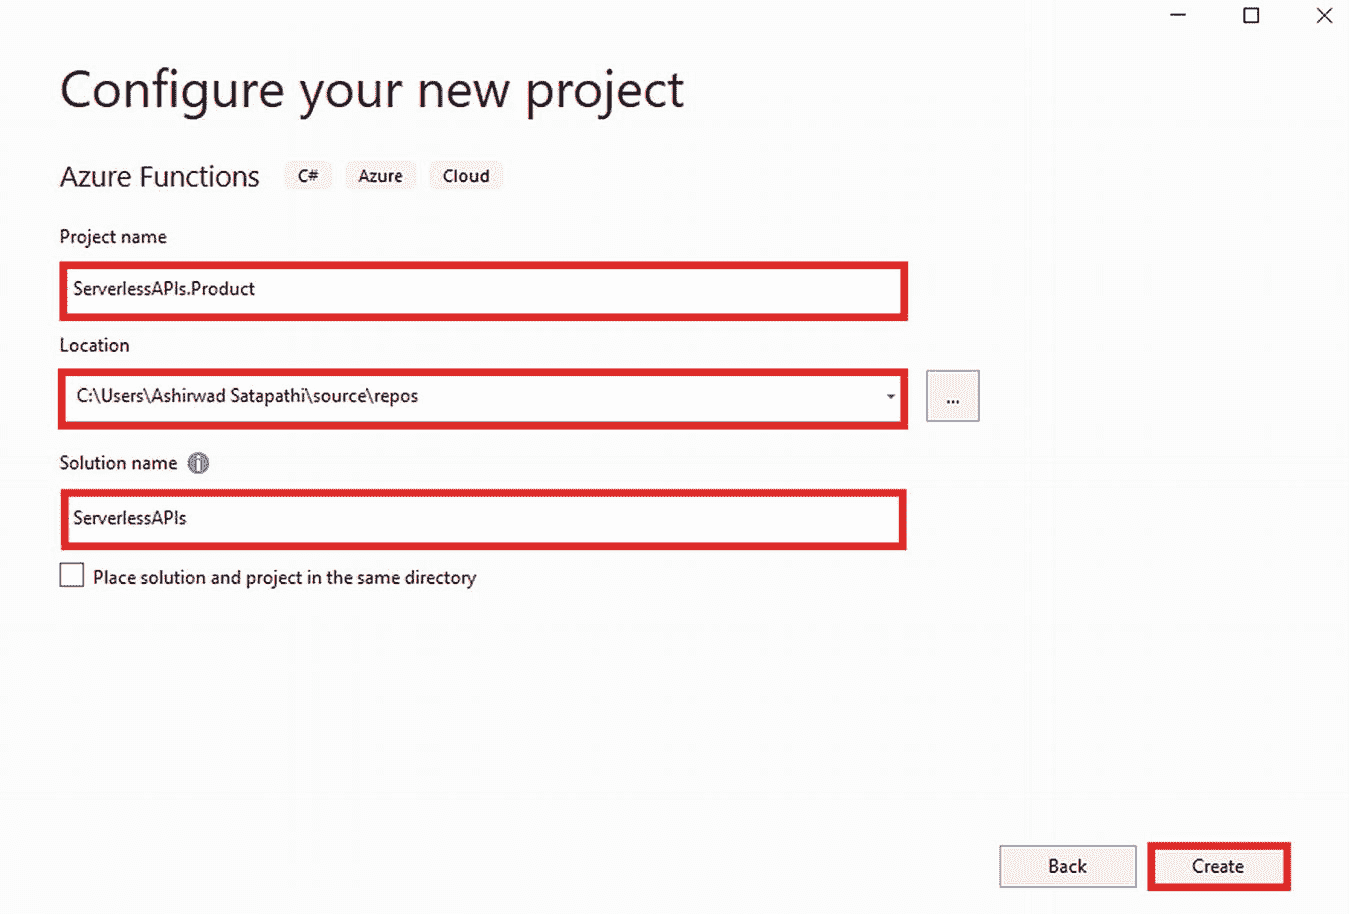 Configure your new project
Azure Functions C# Azure Cloud
Project name
ServerlessAPIs.Product
Location
C:\Users\Ashirwad Satapathi\source\repos
...
Solution name
ServerlessAPIs
Place solution and project in the same directory
Back Create